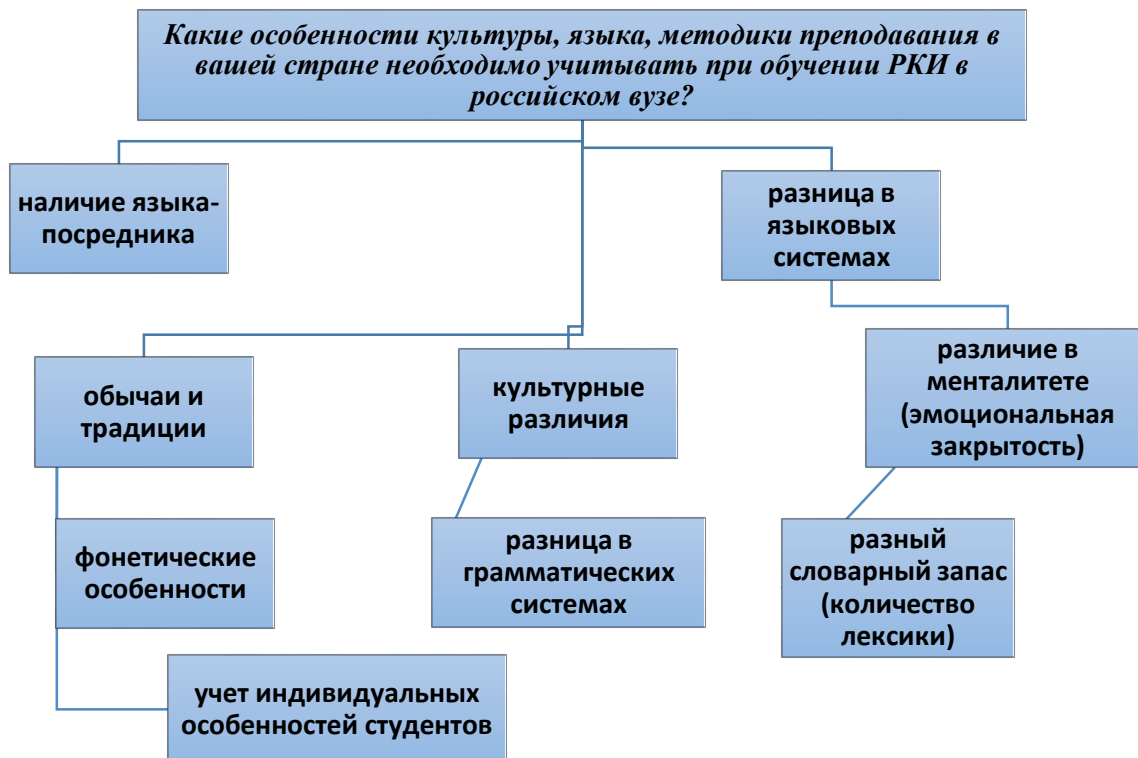 Какие особенности культуры, языка, методики преподавания в
вашей стране необходимо учитывать при обучении РКИ в
российском вузе?
наличие языка-
посредника
разница в
языковых
системах
обычаи и
традиции
культурные
различия
различие в
менталитете
(эмоциональная
закрытость)
фонетические
особенности
разница в
грамматических
системах
разный
словарный запас
(количество
лексики)
учет индивидуальных
особенностей студентов